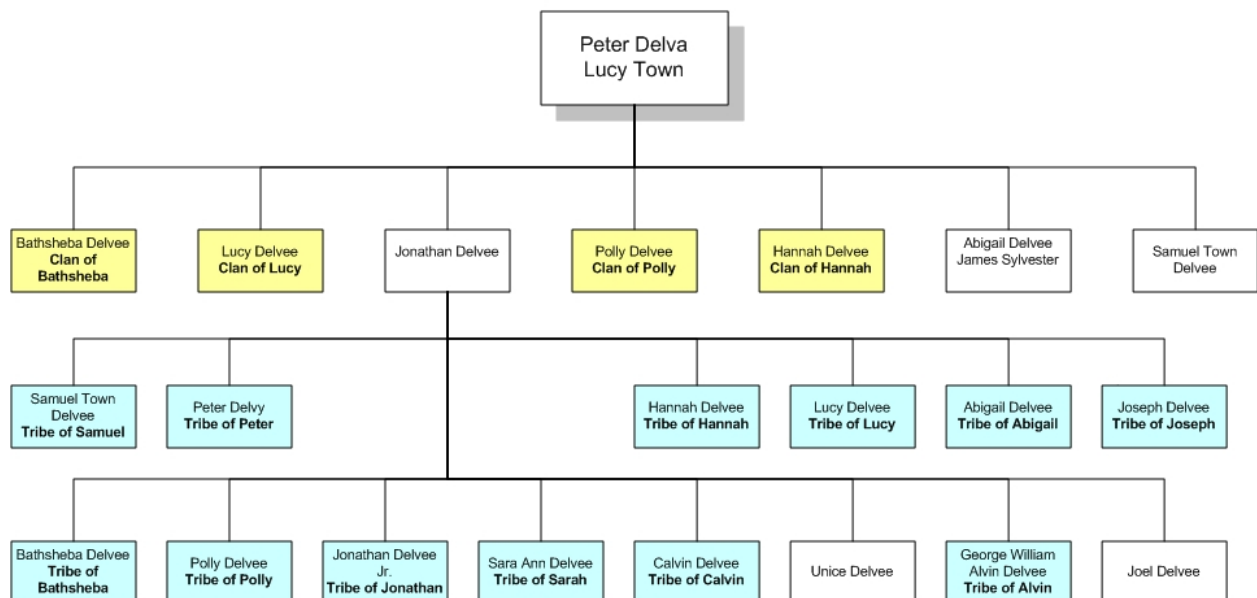 Peter Delva
Lucy Town
Bathsheba Delvee
Clan of
Bathsheba
Lucy Delvee
Clan of Lucy
Jonathan Delvee
Polly Delvee
Clan of Polly
Hannah Delvee
Clan of Hannah
Abigail Delvee
James Sylvester
Samuel Town
Delvee
Samuel Town
Delvee
Tribe of Samuel
Peter Delvy
Tribe of Peter
Hannah Delvee
Tribe of Hannah
Lucy Delvee
Tribe of Lucy
Abigail Delvee
Tribe of Abigail
Joseph Delvee
Tribe of Joseph
Bathsheba Delvee
Tribe of
Bathsheba
Polly Delvee
Tribe of Polly
Jonathan Delvee
Jr.
Tribe of Jonathan
Sara Ann Delvee
Tribe of Sarah
Calvin Delvee
Tribe of Calvin
Unice Delvee
George William
Alvin Delvee
Tribe of Alvin
Joel Delvee